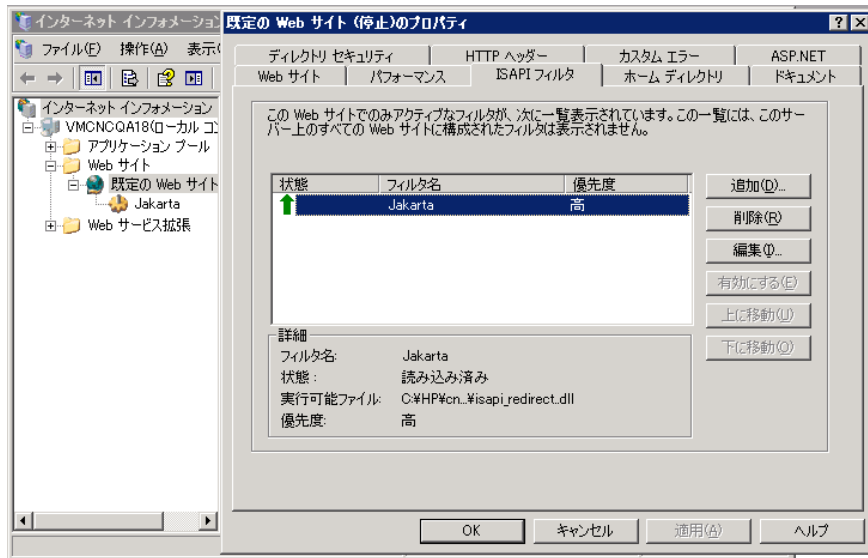 インターネット インフォメーション
ファイル(F) 操作(A) 表示(
インターネット インフォメーション
VMCNCQA18(ローカル コ
アプリケーション プール
Web サイト
既定の Web サイト
Jakarta
Web サービス拡張
既定の Web サイト (停止)のプロパティ
ディレクトリ セキュリティ HTTP ヘッダー カスタム エラー ASP.NET
Web サイト パフォーマンス ISAPI フィルタ ホーム ディレクトリ ドキュメント
この Web サイトでのみアクティブなフィルタが、次に一覧表示されています。この一覧には、このサー
バー上のすべての Web サイトに構成されたフィルタは表示されません。
状態 フィルタ名 優先度
Jakarta 高
追加(D)...
削除(R)
編集(I)...
有効にする(E)
上に移動(U)
下に移動(O)
詳細
フィルタ名: Jakarta
状態 : 読み込み済み
実行可能ファイル: C:¥HP¥cn...¥isapi_redirect..dll
優先度: 高
OK キャンセル 適用(A) ヘルプ